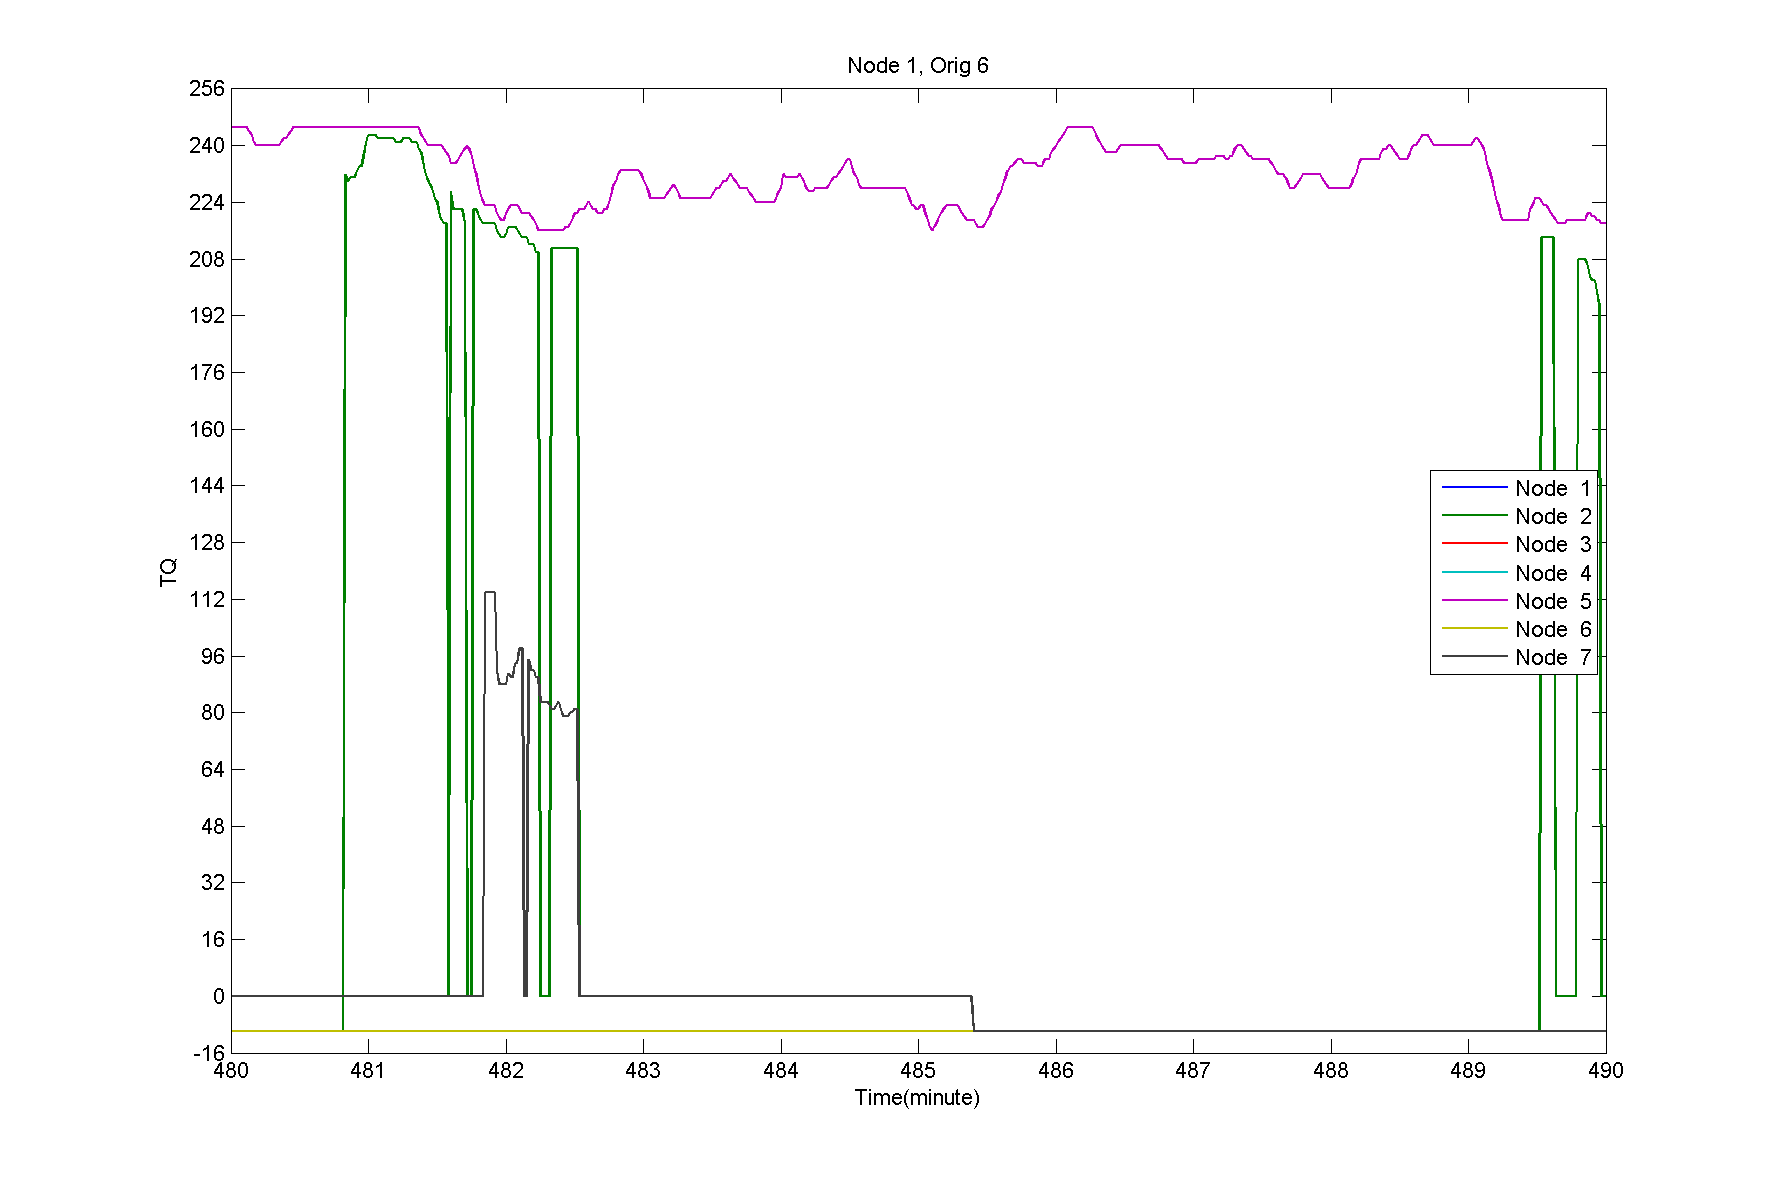 Node 1, Orig 6
256
240
224
208
192
176
160
144
128
112
96
80
64
48
32
16
0
-16
TQ
Node 1
Node 2
Node 3
Node 4
Node 5
Node 6
Node 7
480 481 482 483 484 485 486 487 488 489 490
Time(minute)